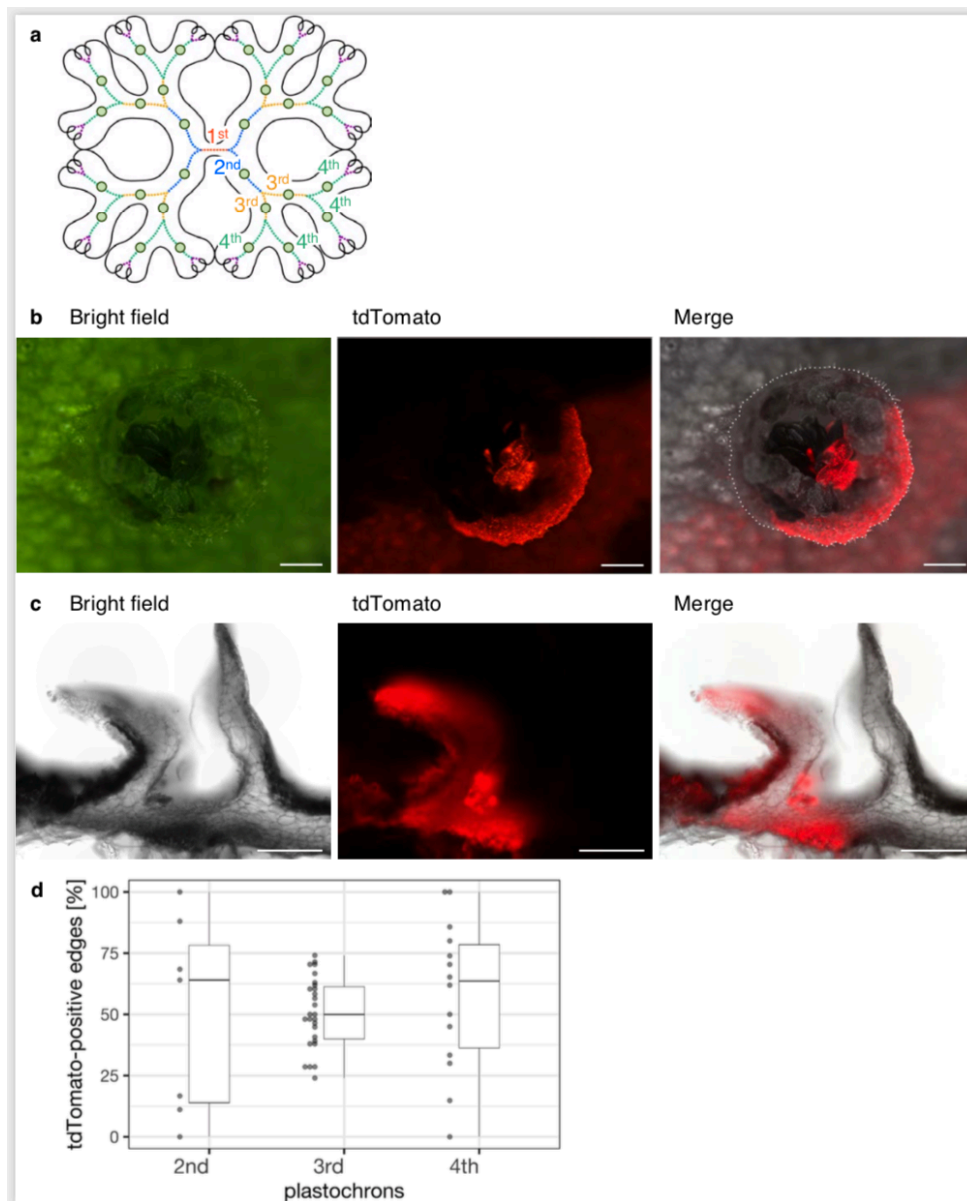 a
1st
2nd
3rd
4th
4th
3rd
4th
4th
b Bright field tdTomato Merge
c Bright field tdTomato Merge
d
tdTomato-positive edges [%]
100
75
50
25
0
2nd 3rd 4th
plastochrons